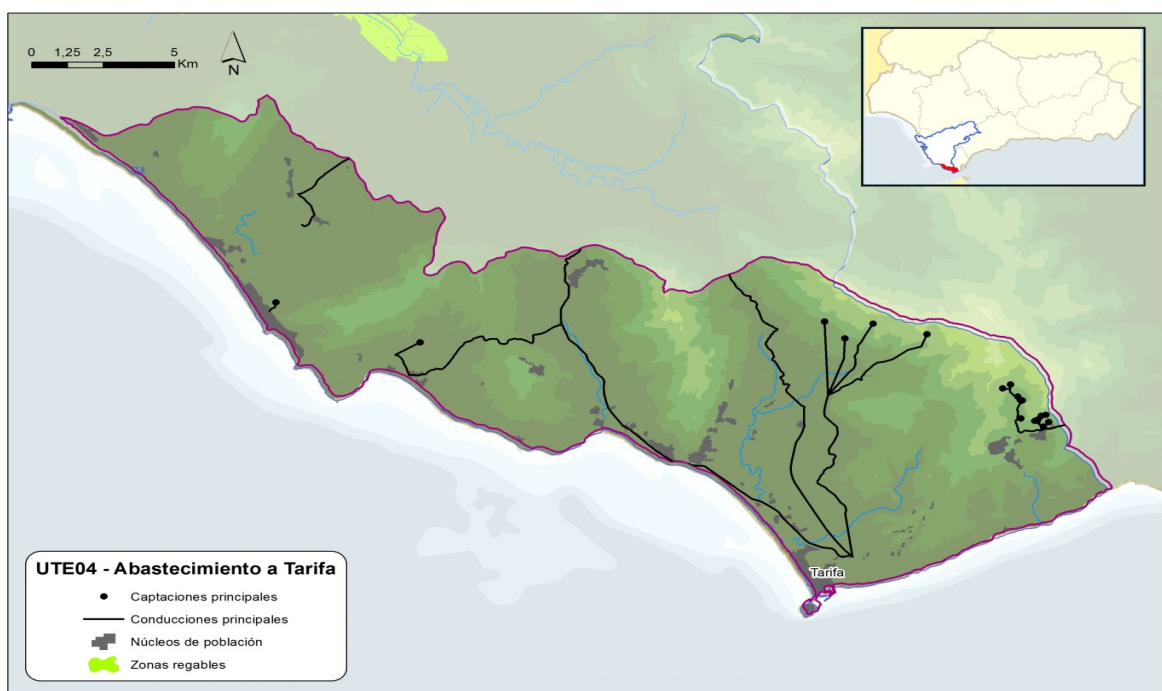 0 1,25 2,5 5
Km
N
Tarifa
UTE04 - Abastecimiento a Tarifa
Captaciones principales
Conducciones principales
Núcleos de población
Zonas regables